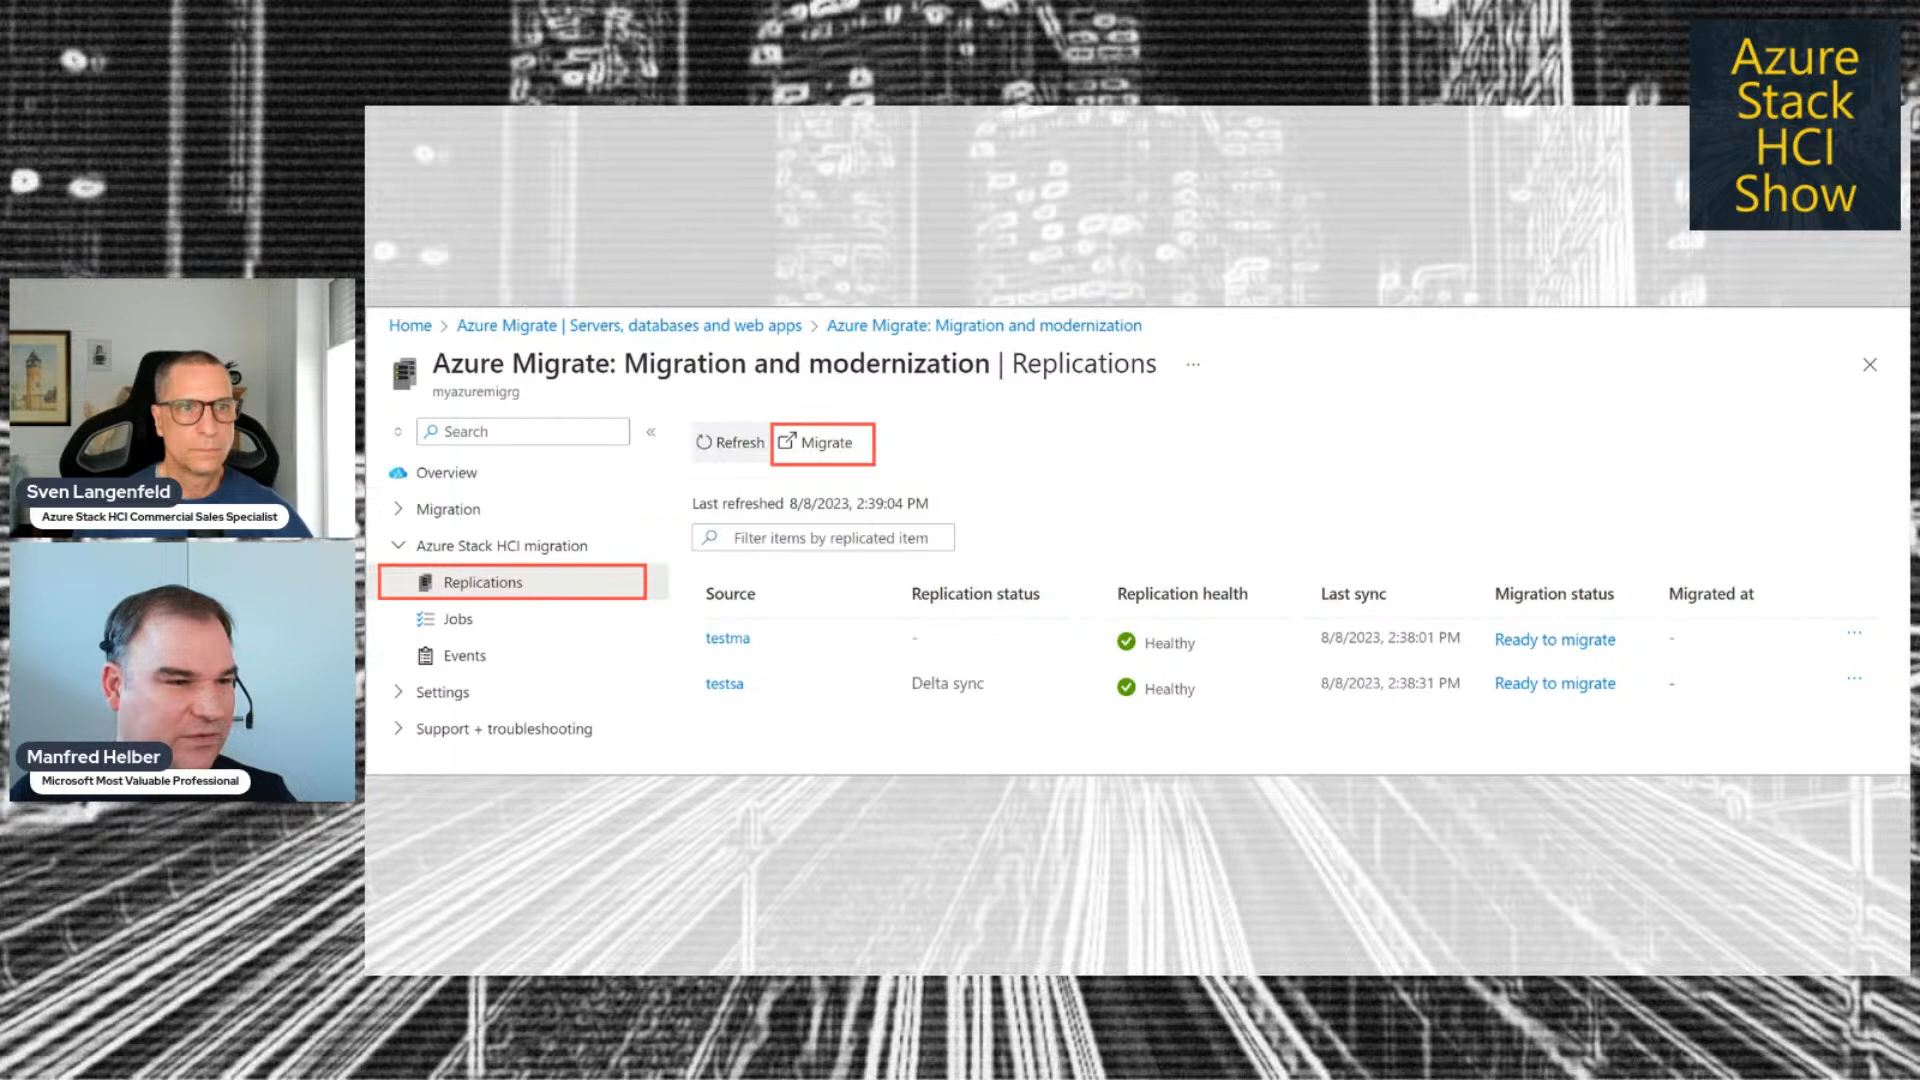 Azure
Stack
HCI
Show
Home > Azure Migrate | Servers, databases and web apps > Azure Migrate: Migration and modernization
Azure Migrate: Migration and modernization | Replications ...
myazuremigrg
Search
«
Refresh
Migrate
Overview
Migration
Azure Stack HCI migration
Replications
Jobs
Events
Settings
Support + troubleshooting
Last refreshed 8/8/2023, 2:39:04 PM
Filter items by replicated item
Source Replication status Replication health Last sync Migration status Migrated at
testma - Healthy 8/8/2023, 2:38:01 PM Ready to migrate - ...
testsa Delta sync Healthy 8/8/2023, 2:38:31 PM Ready to migrate - ...
Sven Langenfeld
Azure Stack HCI Commercial Sales Specialist
Manfred Helber
Microsoft Most Valuable Professional